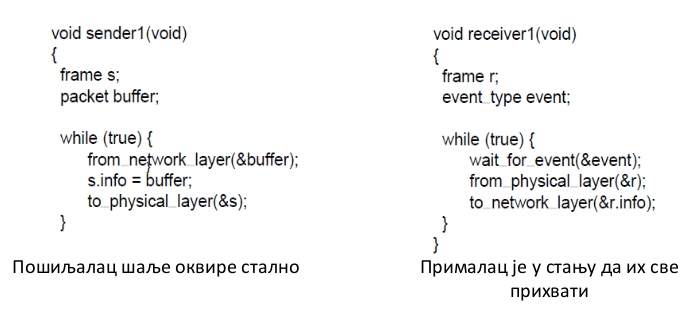 void sender1(void)
{
frame s;
packet buffer;
while (true) {
from_network_layer(&buffer);
s.info = buffer;
to_physical_layer(&s);
}
Пошиљалац шаље оквире стално
void receiver1(void)
{
frame r;
event_type event;
while (true) {
wait_for_event(&event);
from_physical_layer(&r);
to_network_layer(&r.info);
}
}
Прималац је у стању да их све
прихвати